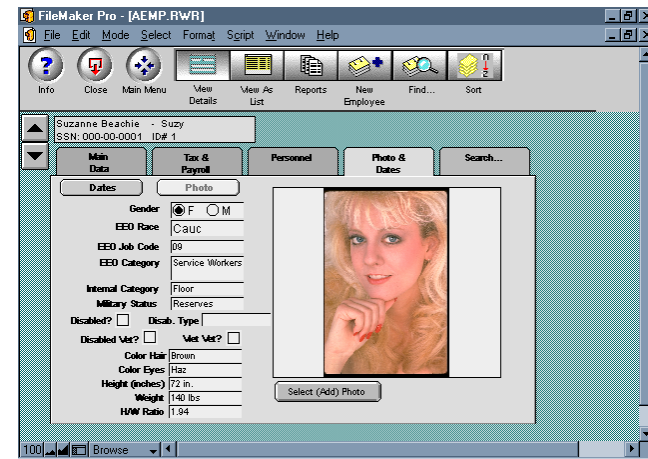 FileMaker Pro - [AEMP.RWR]
File Edit Mode Select Format Script Window Help
Info Close Main Menu View Details View As List Reports New Employee Find... Sort
Suzanne Beachie - Suzy
SSN: 000-00-0001 ID# 1
Main Data Tax & Payroll Personnel Photo & Dates Search...
Dates Photo
Gender F M
EEO Race Cauc
EEO Job Code 09
EEO Category Service Workers
Internal Category Floor
Military Status Reserves
Disabled? Disab. Type
Disabled Vet? Viet Vet?
Color Hair Brown
Color Eyes Haz
Height (inches) 72 in.
Weight 140 lbs
H/W Ratio 1.94
Select (Add) Photo
100 Browse